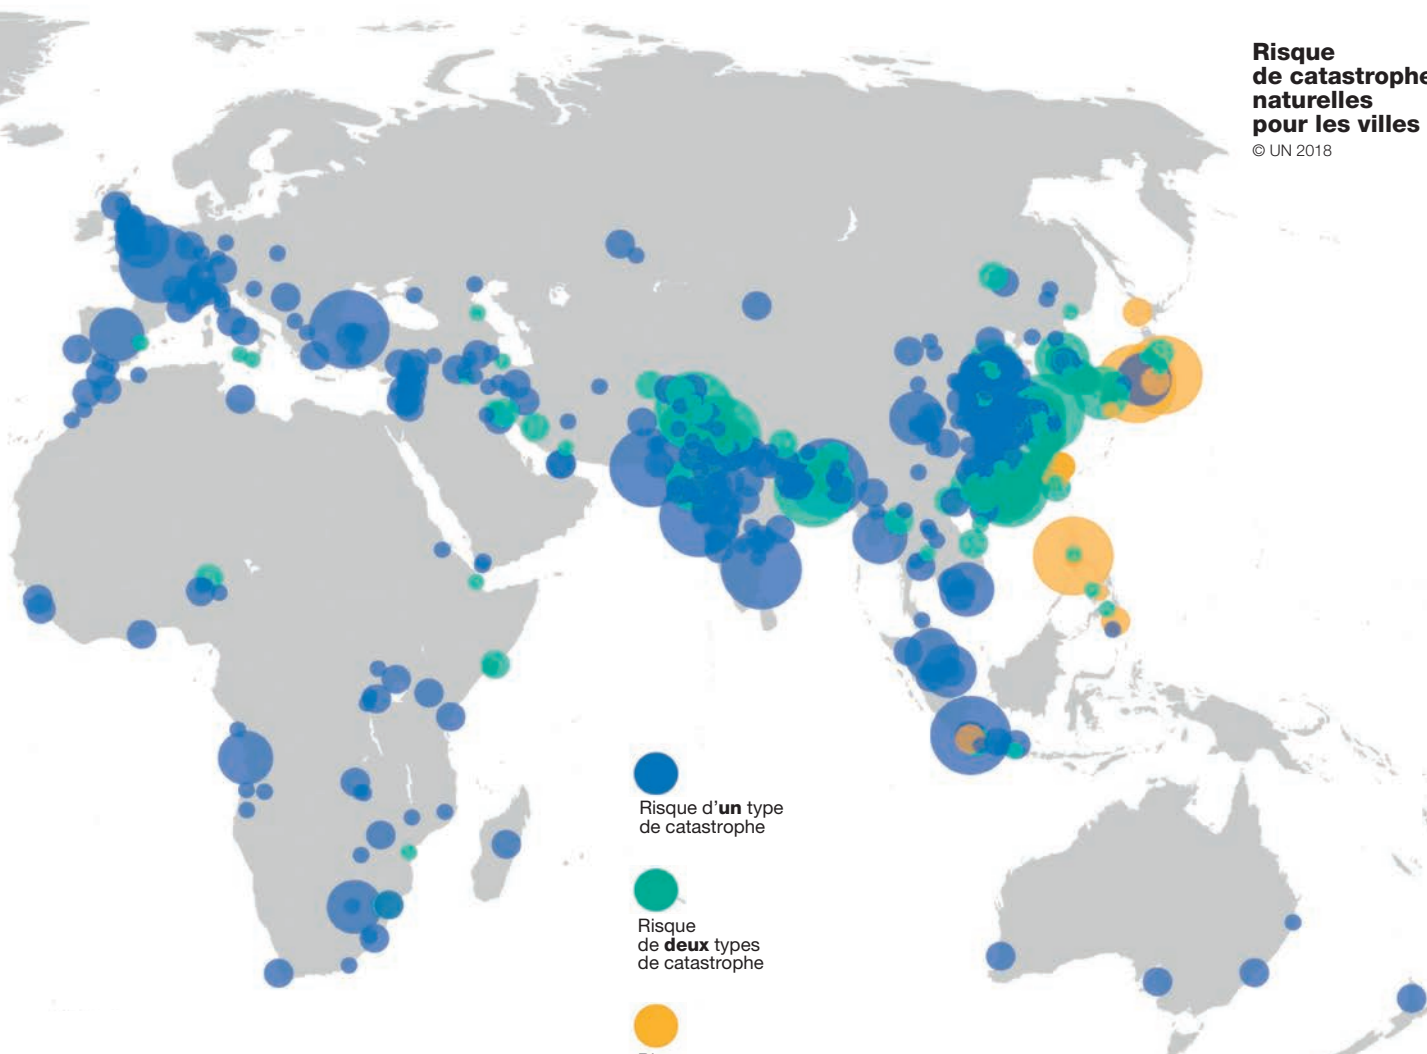 Risque
de catastrophe
naturelles
pour les villes
© UN 2018
Risque d'un type
de catastrophe
Risque
de deux types
de catastrophe